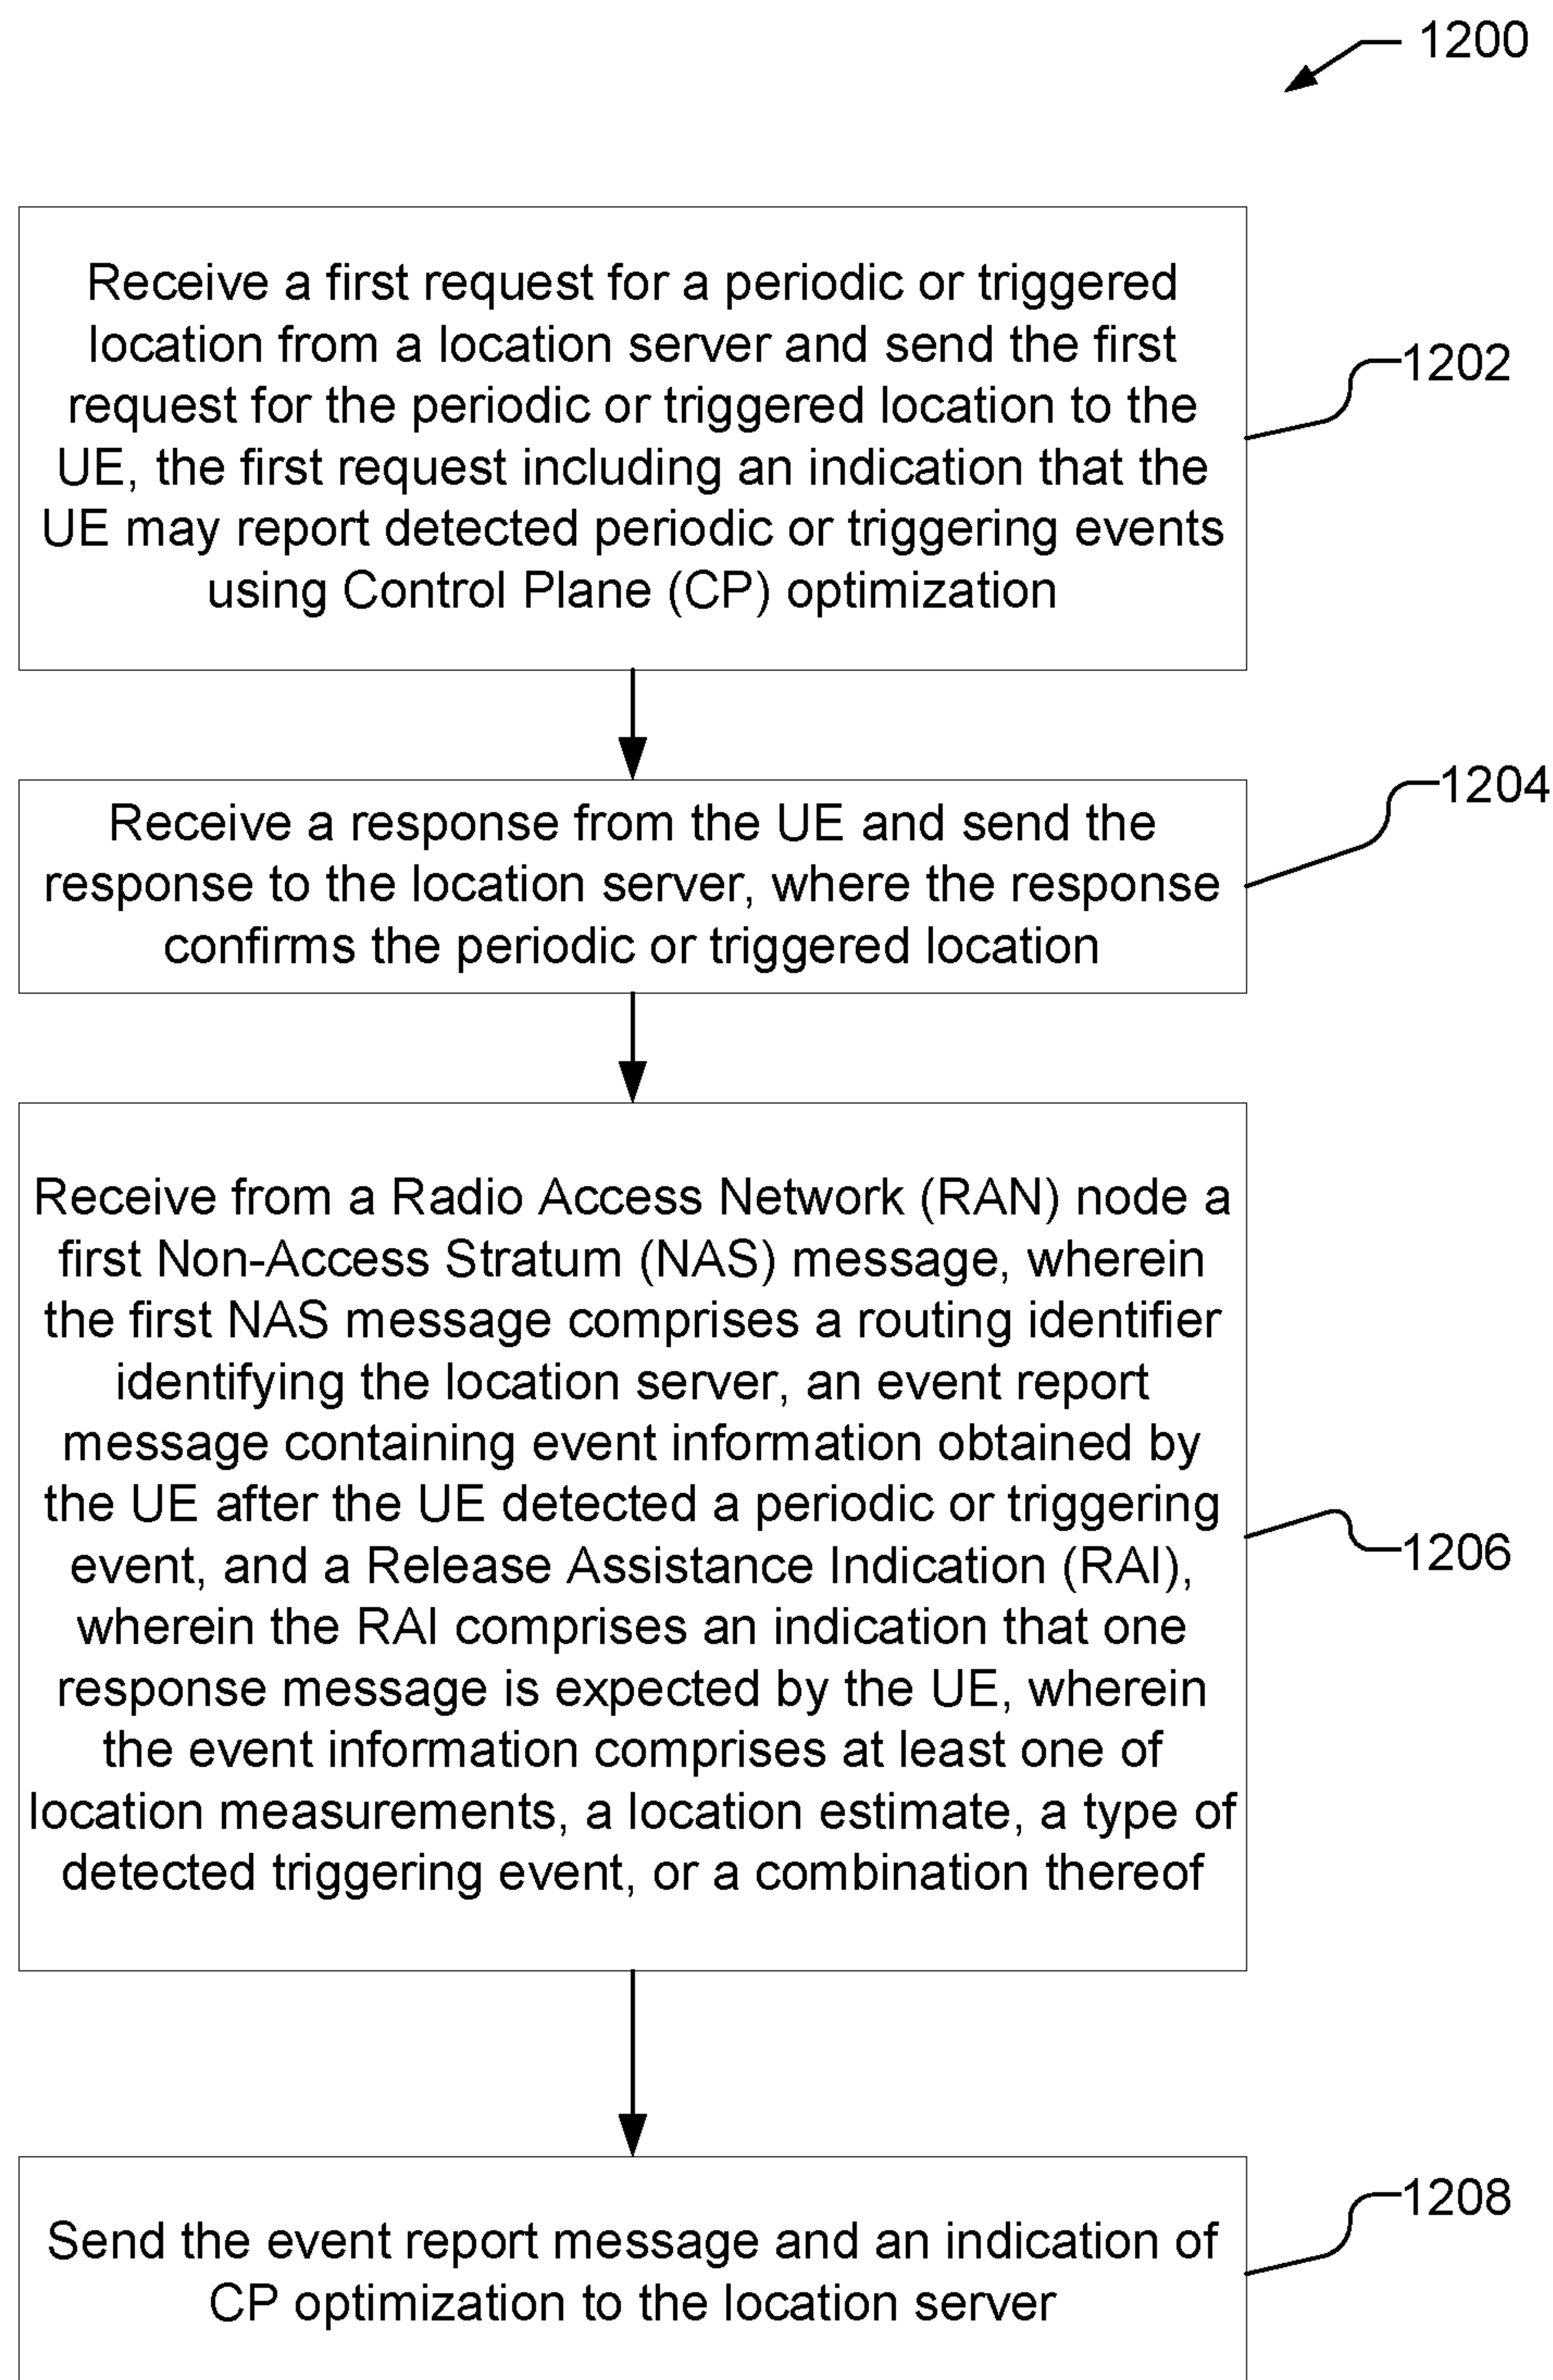 1200
Receive a first request for a periodic or triggered
location from a location server and send the first
request for the periodic or triggered location to the
UE, the first request including an indication that the
UE may report detected periodic or triggering events
using Control Plane (CP) optimization
1202
Receive a response from the UE and send the
response to the location server, where the response
confirms the periodic or triggered location
1204
Receive from a Radio Access Network (RAN) node a
first Non-Access Stratum (NAS) message, wherein
the first NAS message comprises a routing identifier
identifying the location server, an event report
message containing event information obtained by
the UE after the UE detected a periodic or triggering
event, and a Release Assistance Indication (RAI),
wherein the RAI comprises an indication that one
response message is expected by the UE, wherein
the event information comprises at least one of
location measurements, a location estimate, a type of
detected triggering event, or a combination thereof
1206
Send the event report message and an indication of
CP optimization to the location server
1208